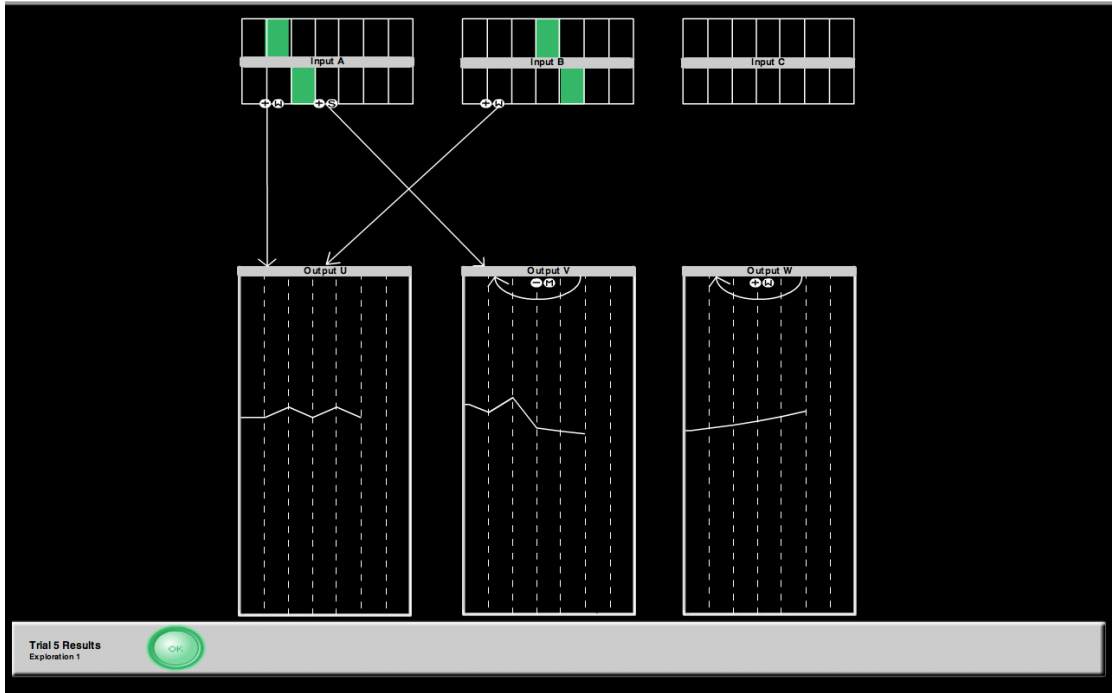 Input A
Input B
Input C
+ W
+ S
+ W
Output U
Output V
Output W
− M
+ W
Trial 5 Results
Exploration 1
OK